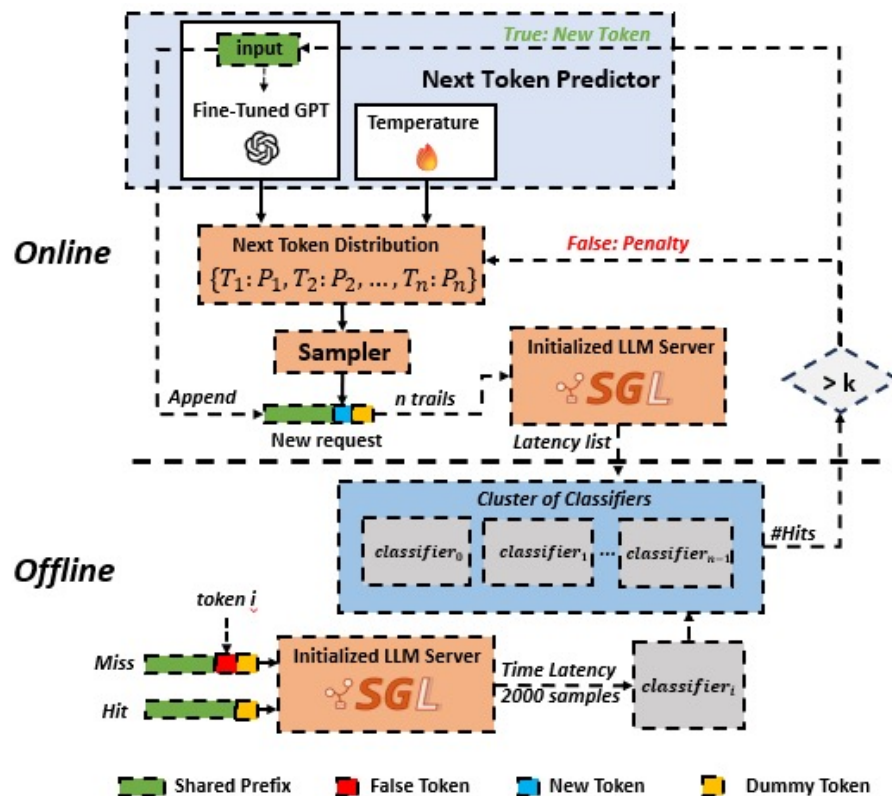 input
True: New Token
Next Token Predictor
Fine-Tuned GPT
Temperature
Online
Next Token Distribution
False: Penalty
{T₁: P₁, T₂: P₂, ..., Tₙ: Pₙ}
Sampler
Initialized LLM Server
SGL
> k
Append
n trails
New request
Latency list
Cluster of Classifiers
#Hits
classifier₀
classifier₁
...
classifierₙ₋₁
Offline
token i
Miss
Initialized LLM Server
SGL
Time Latency
2000 samples
classifierᵢ
Hit
Shared Prefix
False Token
New Token
Dummy Token